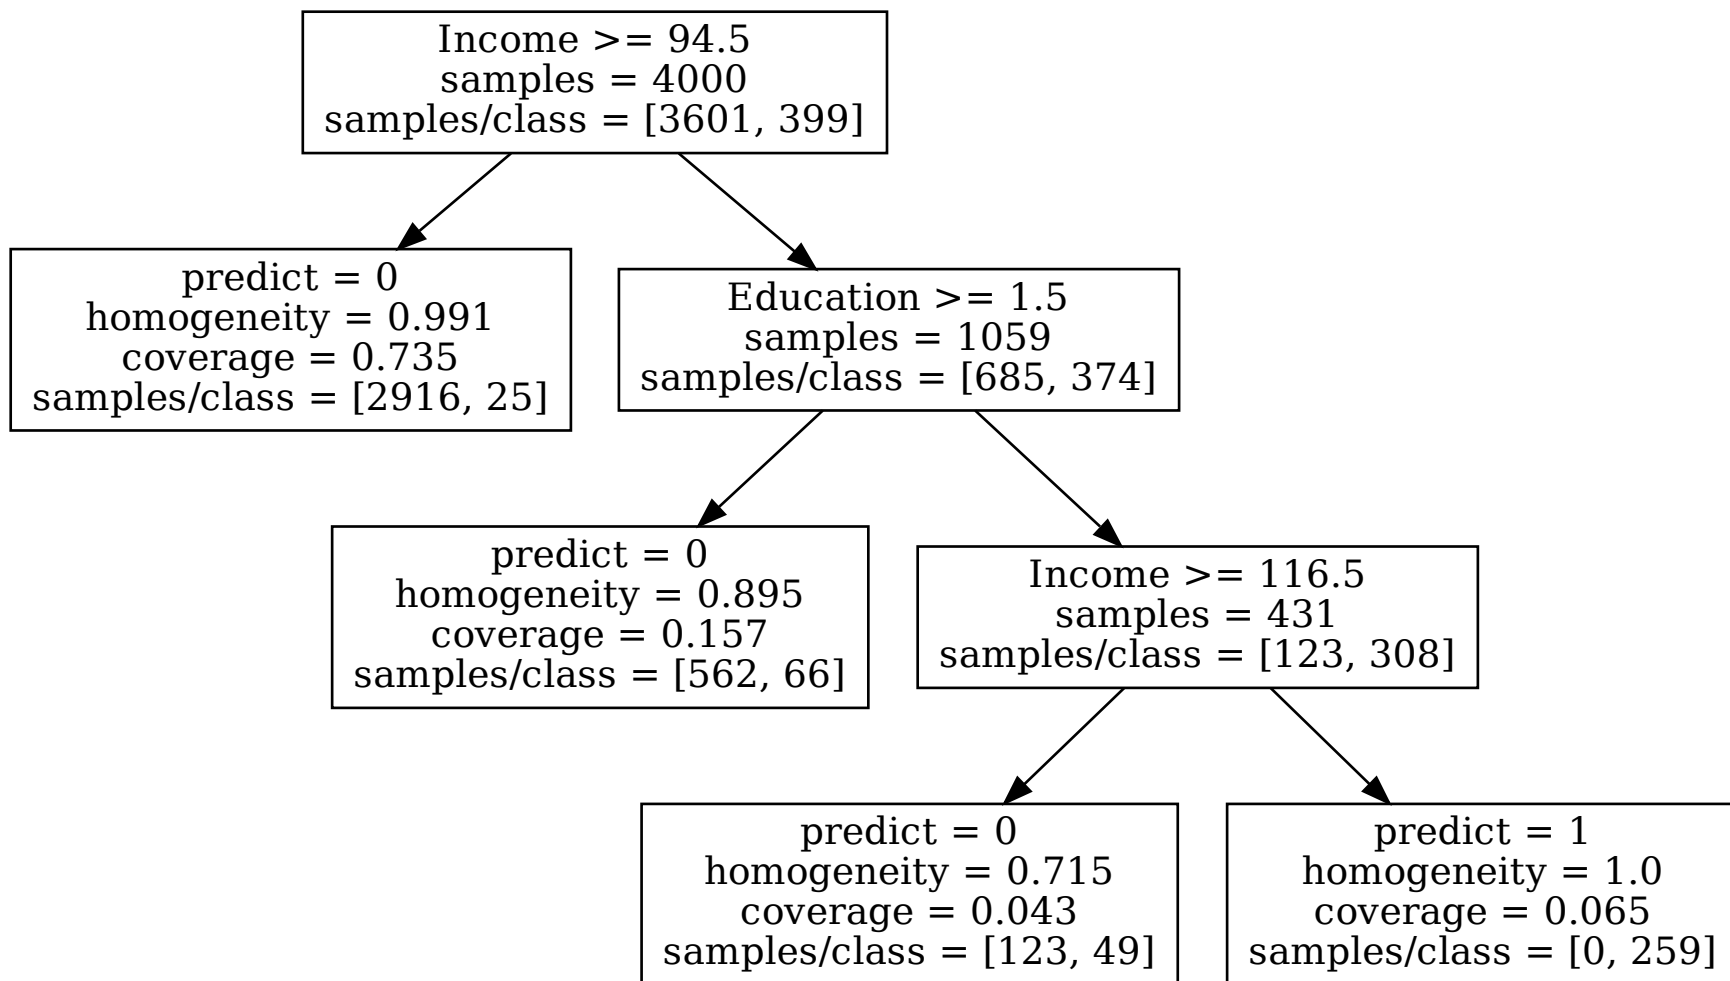 Income >= 94.5
samples = 4000
samples/class = [3601, 399]
predict = 0
homogeneity = 0.991
coverage = 0.735
samples/class = [2916, 25]
Education >= 1.5
samples = 1059
samples/class = [685, 374]
predict = 0
homogeneity = 0.895
coverage = 0.157
samples/class = [562, 66]
Income >= 116.5
samples = 431
samples/class = [123, 308]
predict = 0
homogeneity = 0.715
coverage = 0.043
samples/class = [123, 49]
predict = 1
homogeneity = 1.0
coverage = 0.065
samples/class = [0, 259]